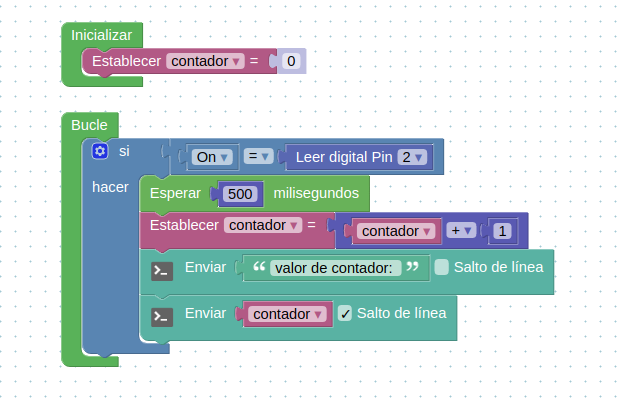 Inicializar
Establecer contador = 0
Bucle
si On = Leer digital Pin 2
hacer Esperar 500 milisegundos
Establecer contador = contador + 1
Enviar “ valor de contador: ” Salto de línea
Enviar contador Salto de línea